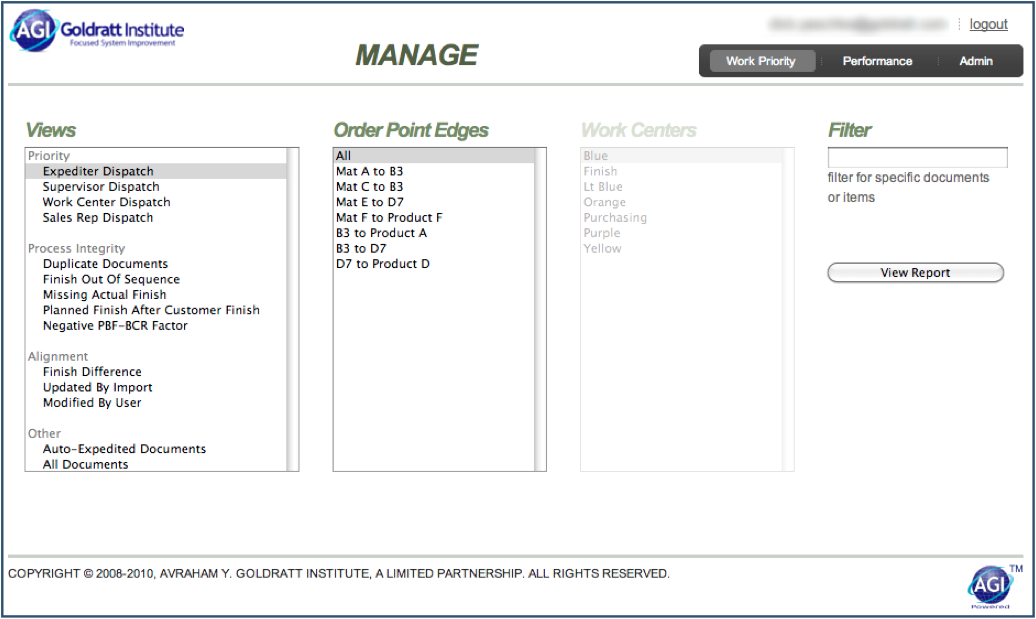 AGI Goldratt Institute
Focused System Improvement
logout
MANAGE
Work Priority Performance Admin
Views
Priority
Expediter Dispatch
Supervisor Dispatch
Work Center Dispatch
Sales Rep Dispatch
Process Integrity
Duplicate Documents
Finish Out Of Sequence
Missing Actual Finish
Planned Finish After Customer Finish
Negative PBF-BCR Factor
Alignment
Finish Difference
Updated By Import
Modified By User
Other
Auto-Expedited Documents
All Documents
Order Point Edges
All
Mat A to B3
Mat C to B3
Mat E to D7
Mat F to Product F
B3 to Product A
B3 to D7
D7 to Product D
Work Centers
Blue
Finish
Lt Blue
Orange
Purchasing
Purple
Yellow
Filter
filter for specific documents
or items
View Report
COPYRIGHT © 2008-2010, AVRAHAM Y. GOLDRATT INSTITUTE, A LIMITED PARTNERSHIP. ALL RIGHTS RESERVED.
AGI TM
Powered